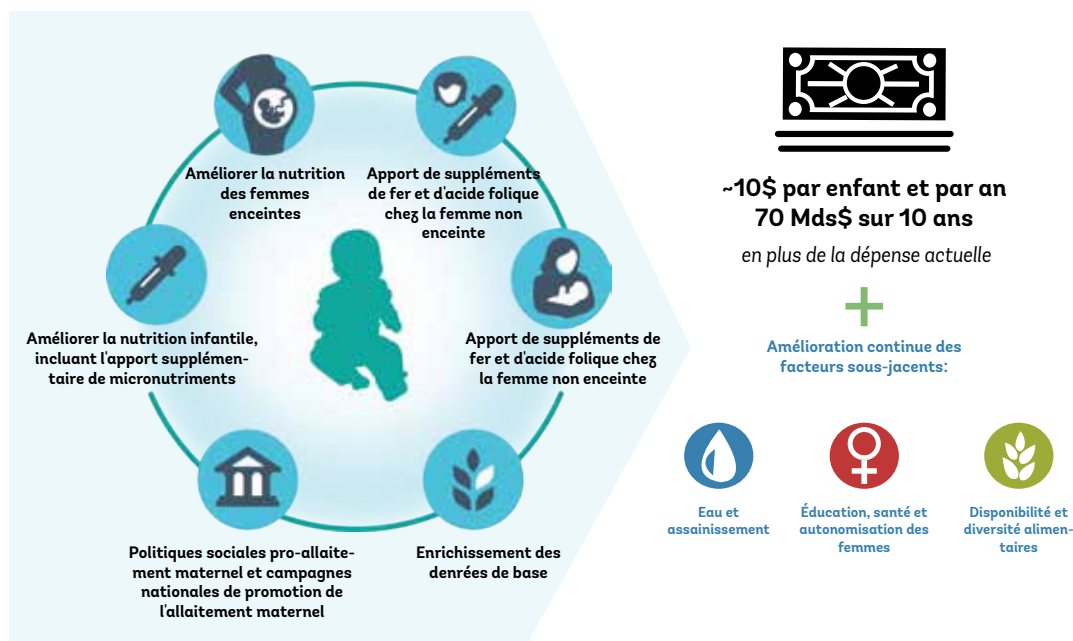 Améliorer la nutrition
des femmes
enceintes
Apport de suppléments
de fer et d'acide folique
chez la femme non
enceinte
Améliorer la nutrition infantile,
incluant l'apport supplémen-
taire de micronutriments
Apport de suppléments de
fer et d'acide folique chez
la femme non enceinte
Politiques sociales pro-allaite-
ment maternel et campagnes
nationales de promotion de
l'allaitement maternel
Enrichissement des
denrées de base
~10$ par enfant et par an
70 Mds$ sur 10 ans
en plus de la dépense actuelle
+
Amélioration continue des
facteurs sous-jacents:
Eau et
assainissement
Éducation, santé et
autonomisation des
femmes
Disponibilité et
diversité alimen-
taires